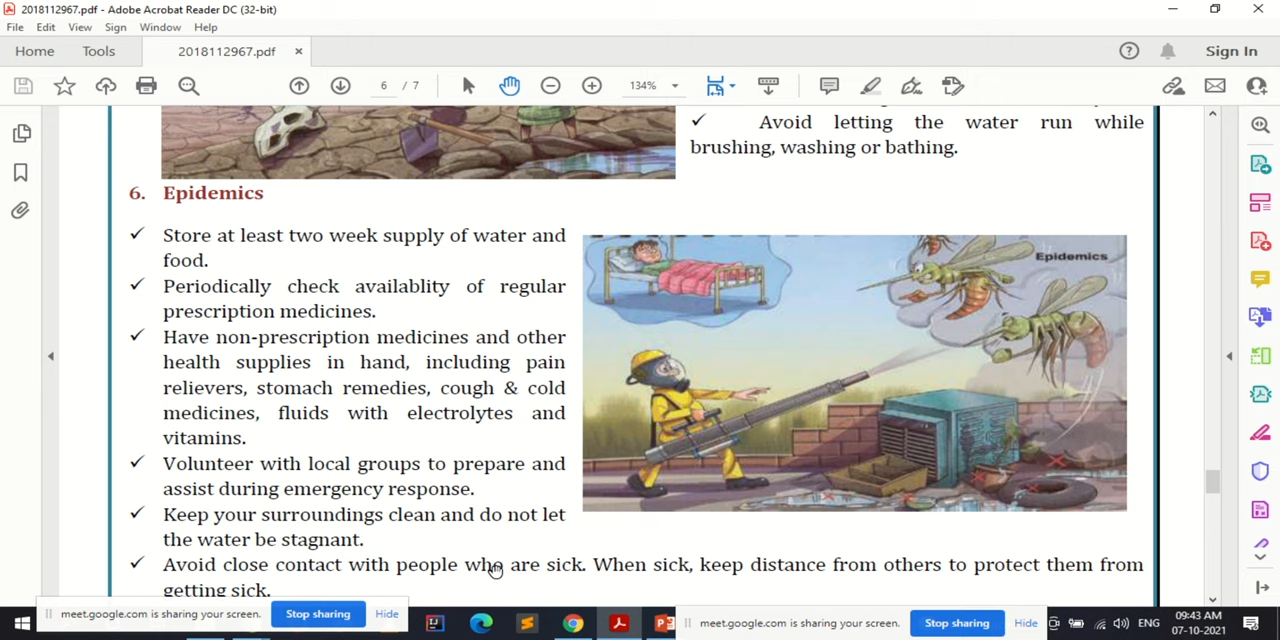 2018112967.pdf - Adobe Acrobat Reader DC (32-bit)
File Edit View Sign Window Help
Home Tools 2018112967.pdf × Sign In
6 / 7 134%
✓ Avoid letting the water run while
brushing, washing or bathing.
6. Epidemics
✓ Store at least two week supply of water and
food.
✓ Periodically check availablity of regular
prescription medicines.
✓ Have non-prescription medicines and other
health supplies in hand, including pain
relievers, stomach remedies, cough & cold
medicines, fluids with electrolytes and
vitamins.
✓ Volunteer with local groups to prepare and
assist during emergency response.
✓ Keep your surroundings clean and do not let
the water be stagnant.
Epidemics
✓ Avoid close contact with people who are sick. When sick, keep distance from others to protect them from
getting sick.
meet.google.com is sharing your screen. Stop sharing Hide
meet.google.com is sharing your screen. Stop sharing Hide
ENG
09:43 AM
07-10-2021